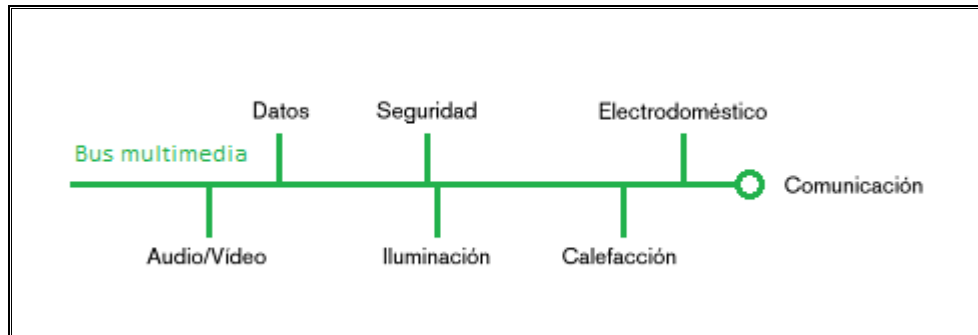 Datos
Seguridad
Electrodoméstico
Bus multimedia
Comunicación
Audio/Vídeo
Iluminación
Calefacción